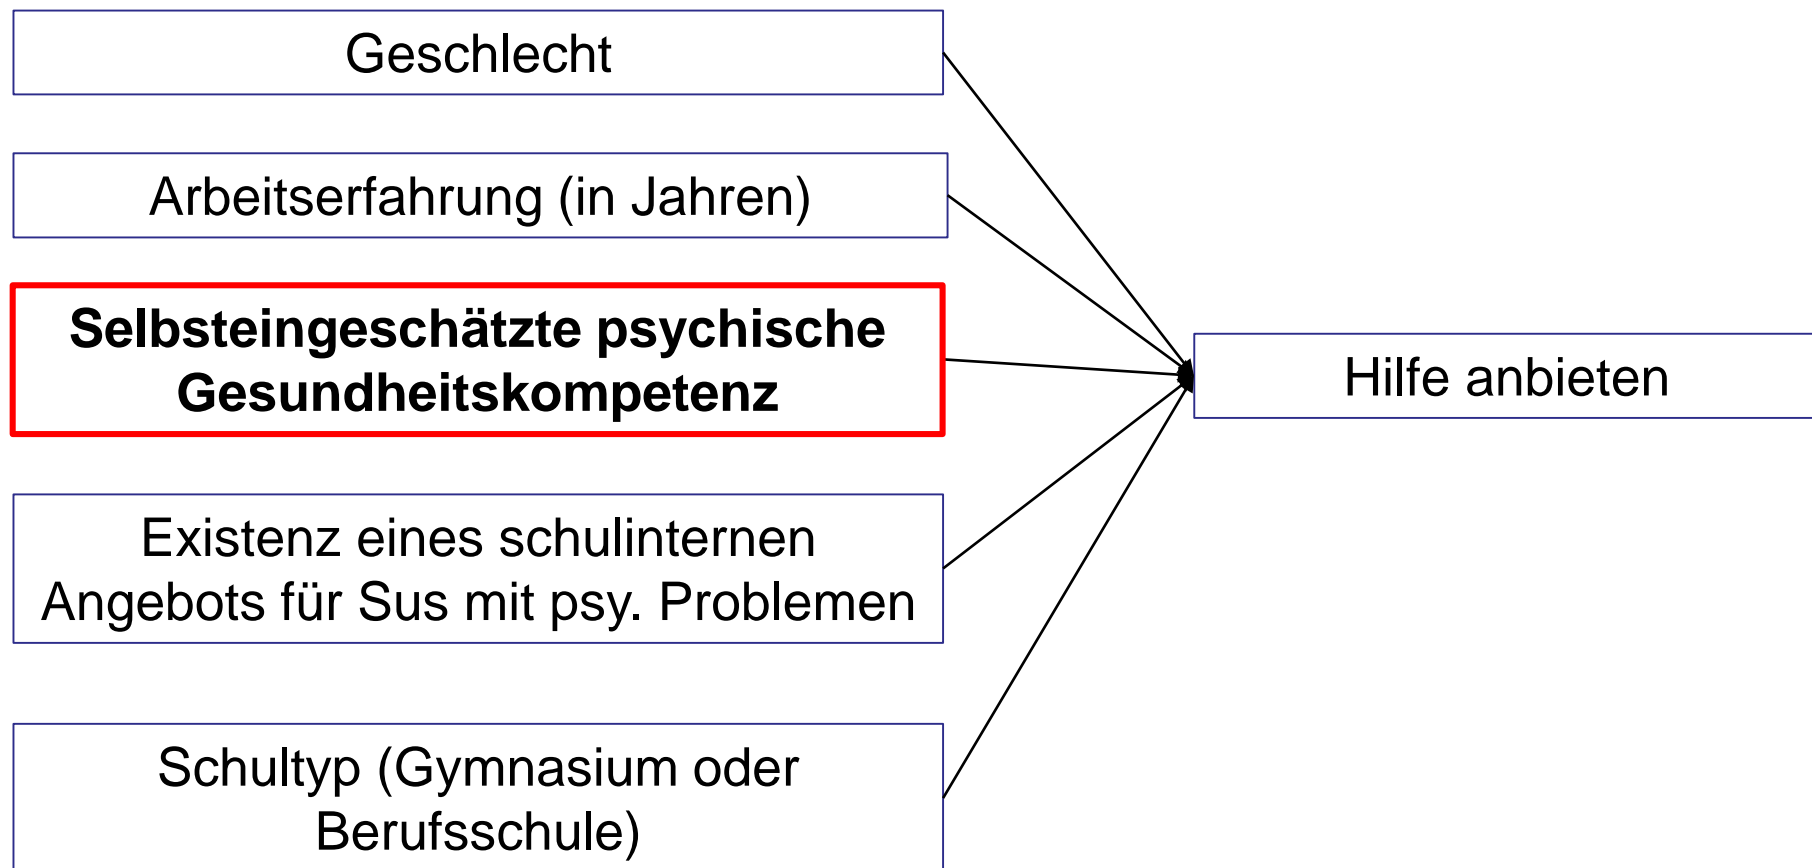 Geschlecht
Arbeitserfahrung (in Jahren)
Selbsteingeschätzte psychische
Gesundheitskompetenz
Hilfe anbieten
Existenz eines schulinternen
Angebots für Sus mit psy. Problemen
Schultyp (Gymnasium oder
Berufsschule)